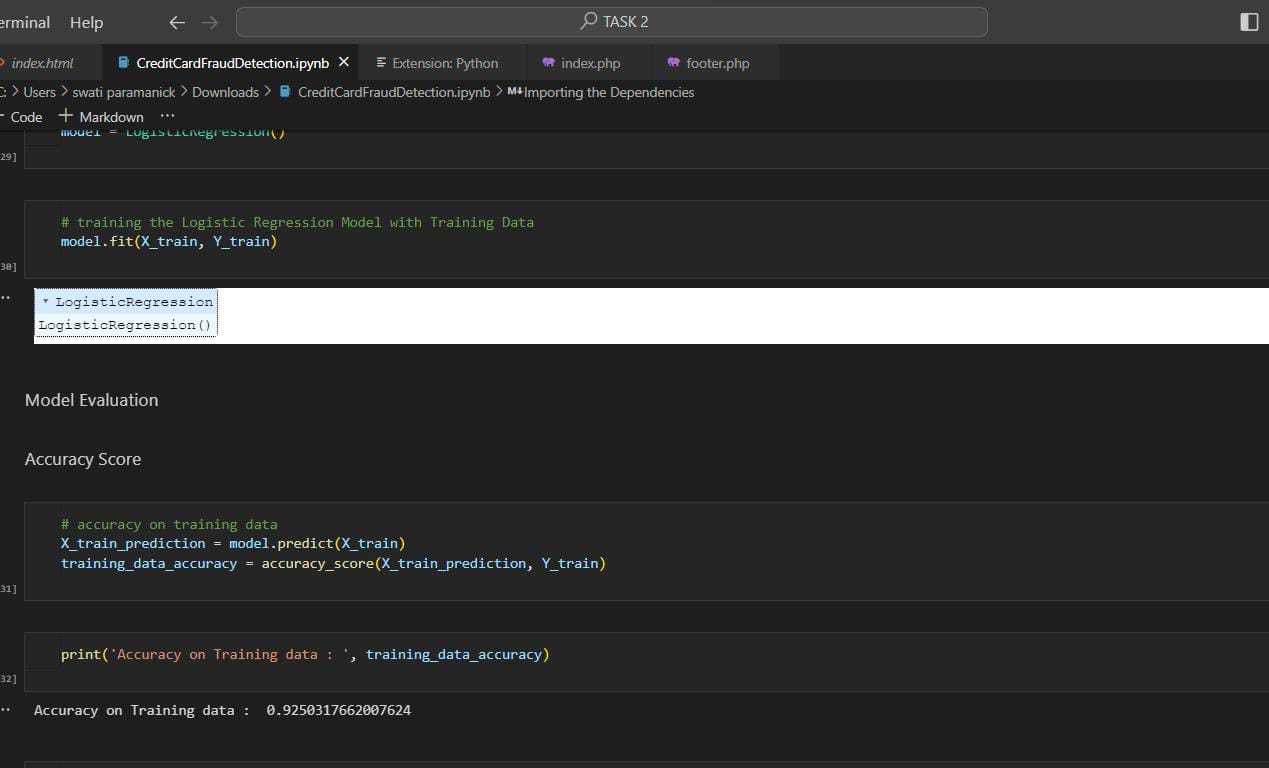 erminal Help TASK 2
index.html CreditCardFraudDetection.ipynb Extension: Python index.php footer.php
C: > Users > swati paramanick > Downloads > CreditCardFraudDetection.ipynb > M↓Importing the Dependencies
Code + Markdown ...
model = LogisticRegression()
29]
# training the Logistic Regression Model with Training Data
model.fit(X_train, Y_train)
30]
LogisticRegression
LogisticRegression()
Model Evaluation
Accuracy Score
# accuracy on training data
X_train_prediction = model.predict(X_train)
training_data_accuracy = accuracy_score(X_train_prediction, Y_train)
31]
print('Accuracy on Training data : ', training_data_accuracy)
32]
Accuracy on Training data :  0.9250317662007624